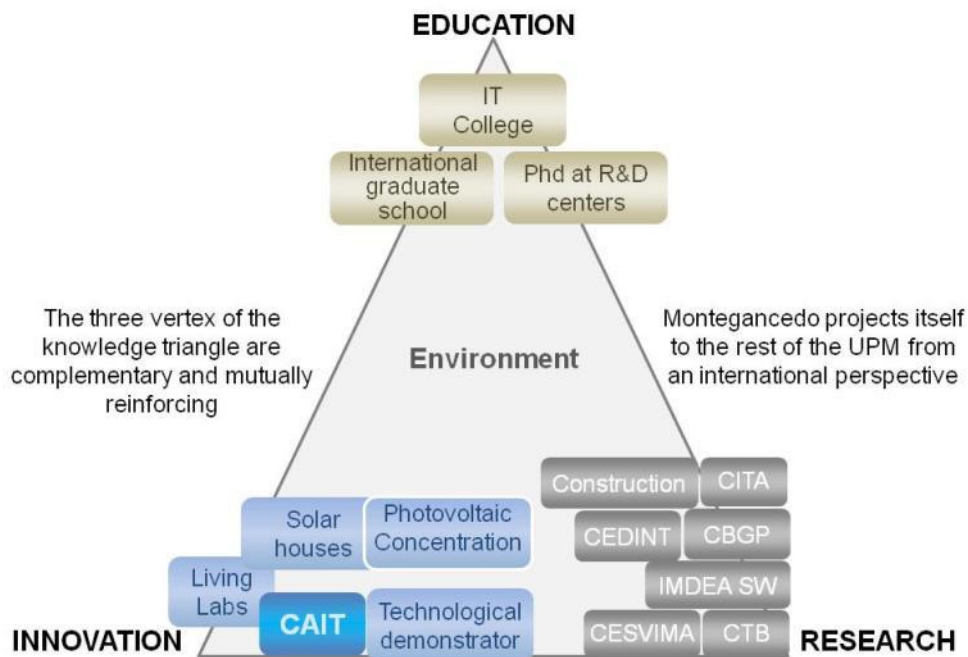 EDUCATION
IT
College
International
graduate
school
Phd at R&D
centers
The three vertex of the
knowledge triangle are
complementary and mutually
reinforcing
Environment
Montegancedo projects itself
to the rest of the UPM from
an international perspective
Construction
CITA
Solar
houses
Photovoltaic
Concentration
CEDINT
CBGP
Living
Labs
IMDEA SW
CAIT
Technological
demonstrator
CESVIMA
CTB
INNOVATION
RESEARCH